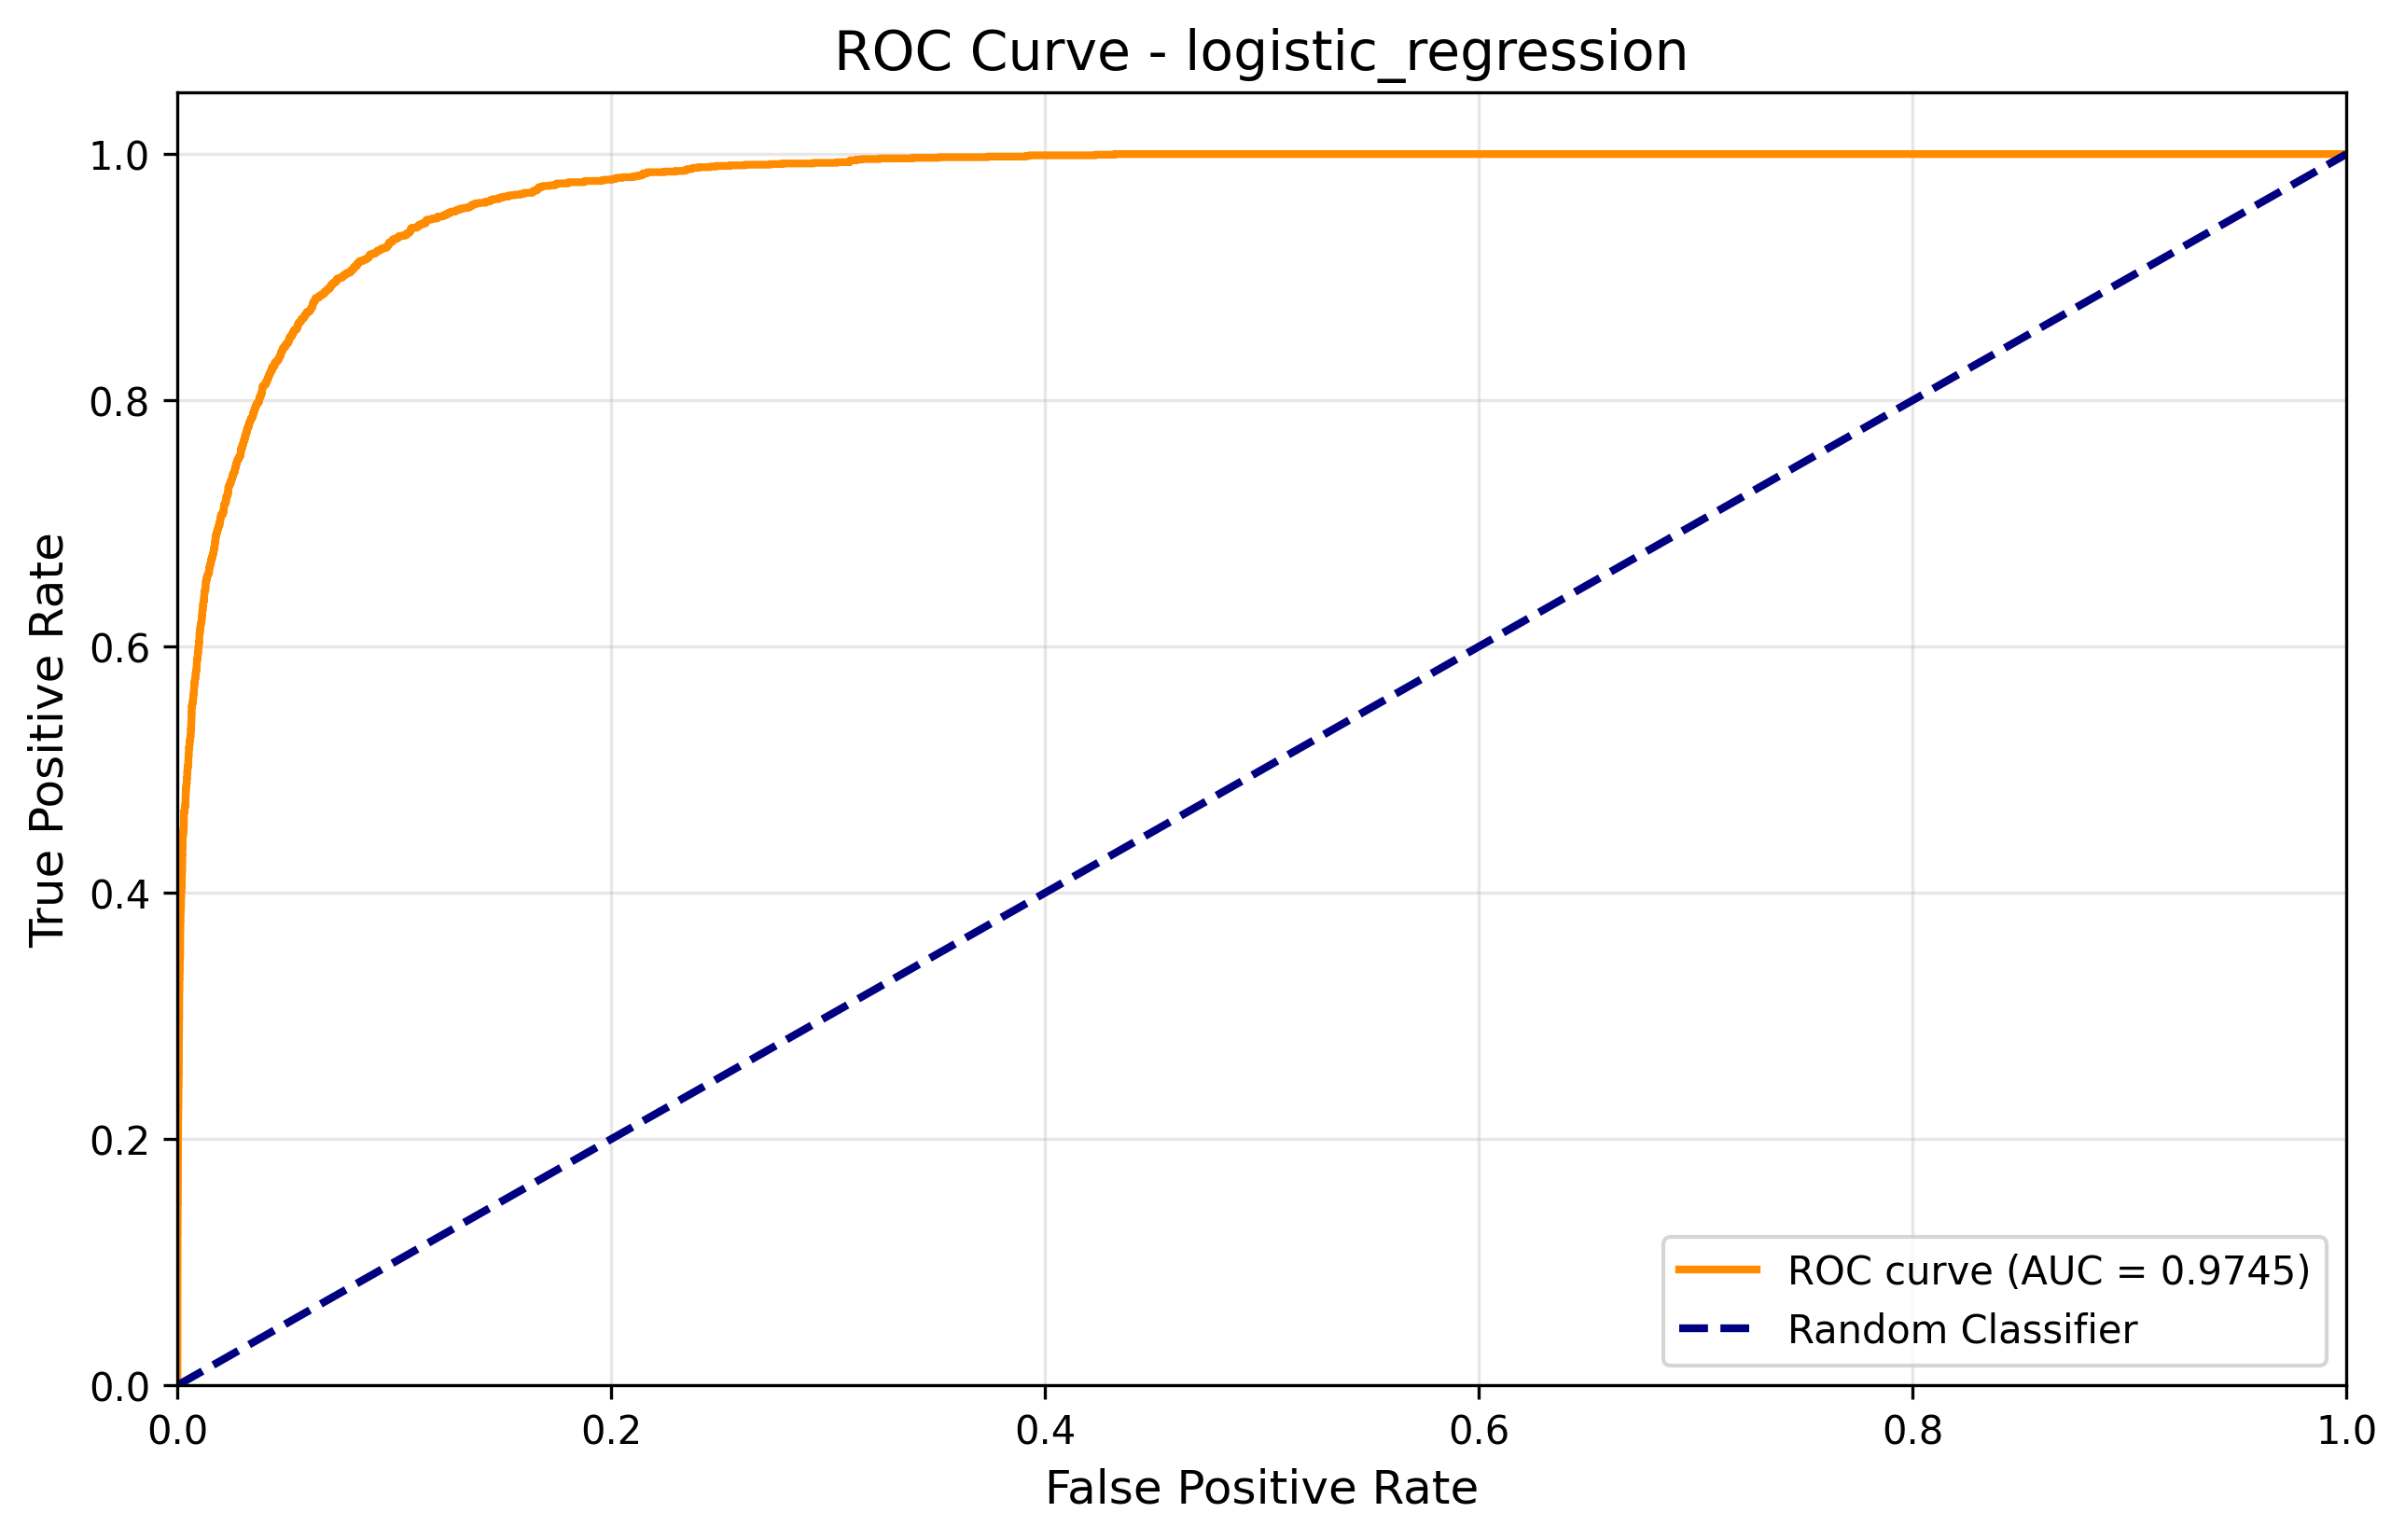 ROC Curve - logistic_regression
True Positive Rate
1.0
0.8
0.6
0.4
0.2
0.0
0.0 0.2 0.4 0.6 0.8 1.0
False Positive Rate
ROC curve (AUC = 0.9745)
Random Classifier